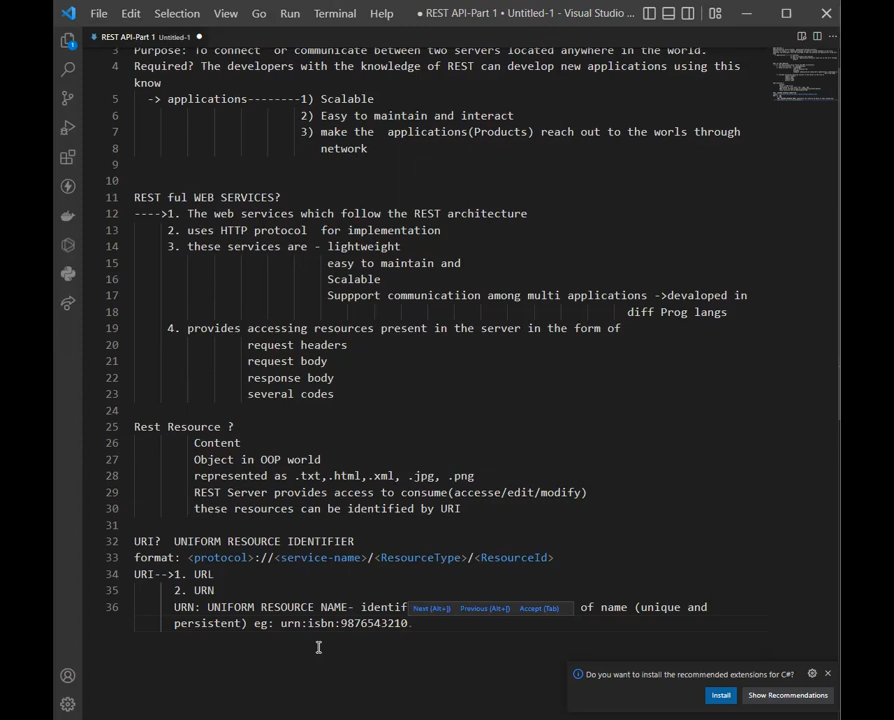 File Edit Selection View Go Run Terminal Help ● REST API-Part 1 • Untitled-1 - Visual Studio ...
REST API-Part 1 Untitled-1 ●
3 Purpose: To connect or communicate between two servers located anywhere in the world.
4 Required? The developers with the knowledge of REST can develop new applications using this
know
5 -> applications--------1) Scalable
6 2) Easy to maintain and interact
7 3) make the applications(Products) reach out to the worls through
8 network
9
10
11 REST ful WEB SERVICES?
12 ---->1. The web services which follow the REST architecture
13 2. uses HTTP protocol for implementation
14 3. these services are - lightweight
15 easy to maintain and
16 Scalable
17 Suppport communicatiion among multi applications ->devaloped in
18 diff Prog langs
19 4. provides accessing resources present in the server in the form of
20 request headers
21 request body
22 response body
23 several codes
24
25 Rest Resource ?
26 Content
27 Object in OOP world
28 represented as .txt,.html,.xml, .jpg, .png
29 REST Server provides access to consume(accesse/edit/modify)
30 these resources can be identified by URI
31
32 URI? UNIFORM RESOURCE IDENTIFIER
33 format: <protocol>://<service-name>/<ResourceType>/<ResourceId>
34 URI-->1. URL
35 2. URN
36 URN: UNIFORM RESOURCE NAME- identif Next (Alt+]) Previous (Alt+[) Accept (Tab) of name (unique and
persistent) eg: urn:isbn:9876543210.
Do you want to install the recommended extensions for C#?
Install Show Recommendations